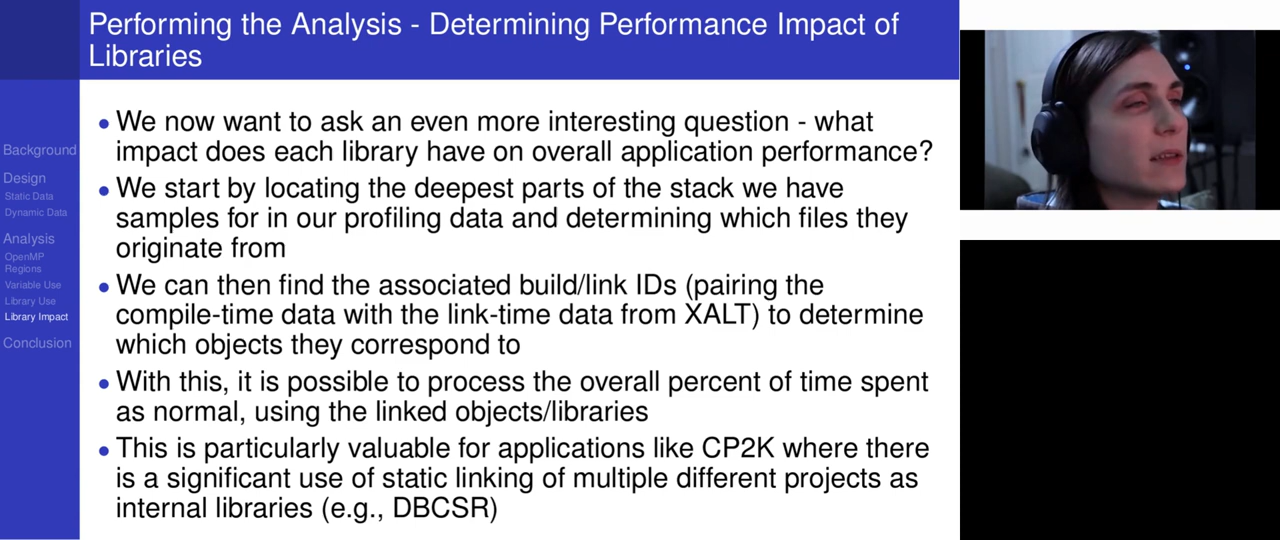 Performing the Analysis - Determining Performance Impact of
Libraries
Background
Design
Static Data
Dynamic Data
Analysis
OpenMP
Regions
Variable Use
Library Use
Library Impact
Conclusion
• We now want to ask an even more interesting question - what
impact does each library have on overall application performance?
• We start by locating the deepest parts of the stack we have
samples for in our profiling data and determining which files they
originate from
• We can then find the associated build/link IDs (pairing the
compile-time data with the link-time data from XALT) to determine
which objects they correspond to
• With this, it is possible to process the overall percent of time spent
as normal, using the linked objects/libraries
• This is particularly valuable for applications like CP2K where there
is a significant use of static linking of multiple different projects as
internal libraries (e.g., DBCSR)